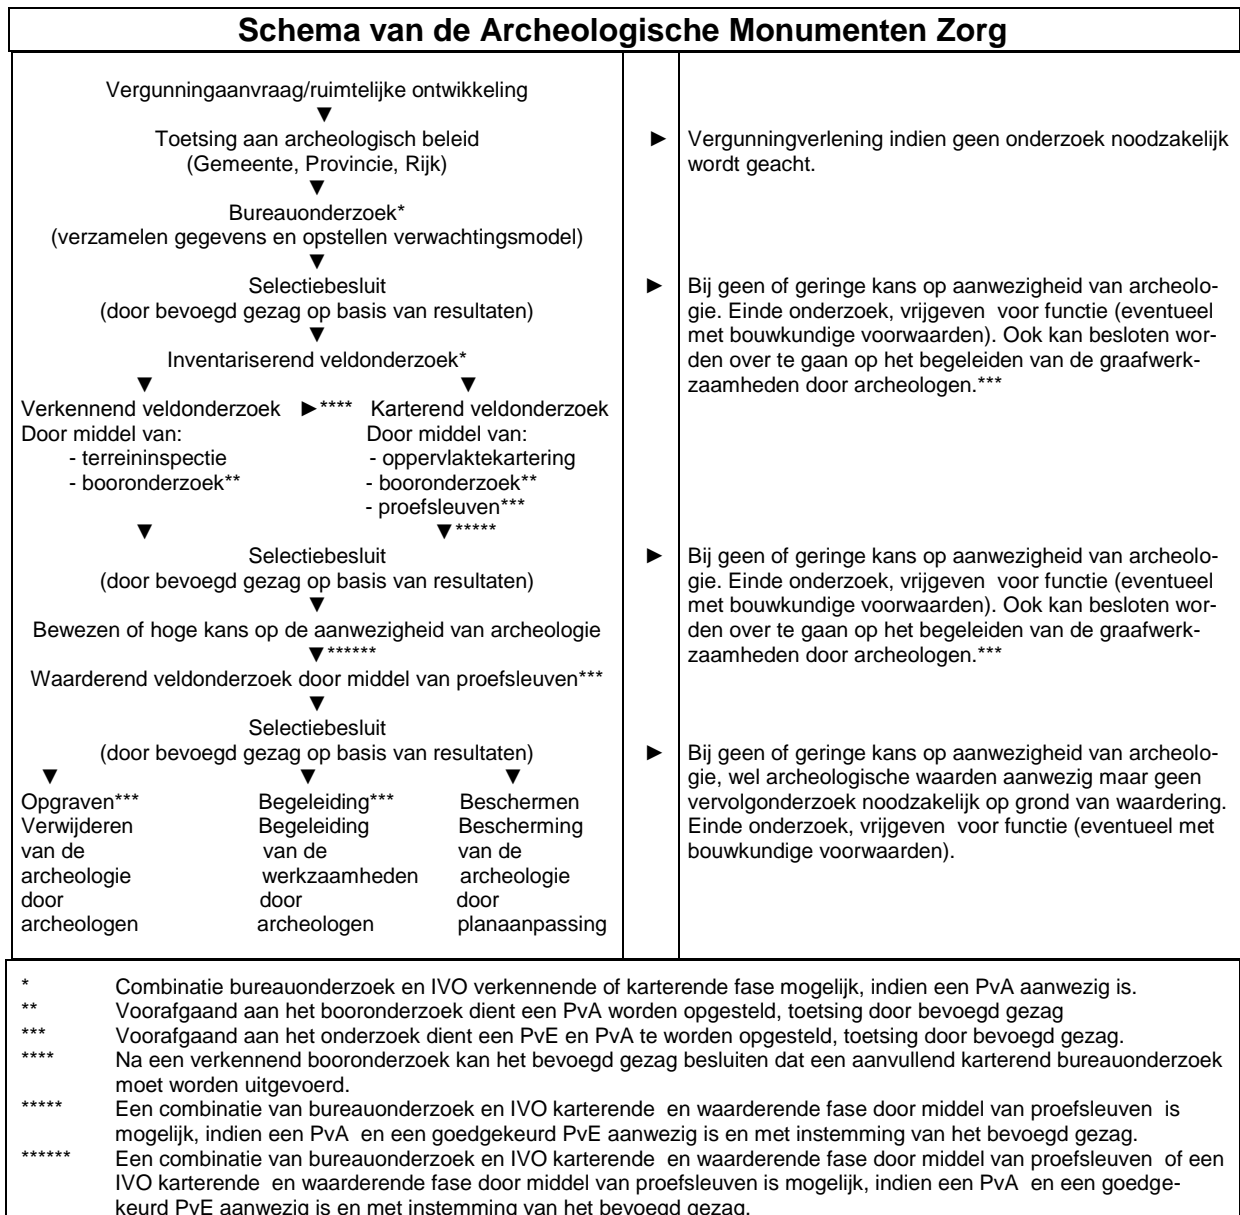 Schema van de Archeologische Monumenten Zorg
Vergunningaanvraag/ruimtelijke ontwikkeling
▼
Toetsing aan archeologisch beleid
(Gemeente, Provincie, Rijk)
▼
Bureauonderzoek*
(verzamelen gegevens en opstellen verwachtingsmodel)
▼
Selectiebesluit
(door bevoegd gezag op basis van resultaten)
▼
Inventariserend veldonderzoek*
▼ ▼
Verkennend veldonderzoek ►**** Karterend veldonderzoek
Door middel van: Door middel van:
- terreininspectie - oppervlaktekartering
- booronderzoek** - booronderzoek**
- proefsleuven***
▼ ▼*****
Selectiebesluit
(door bevoegd gezag op basis van resultaten)
▼
Bewezen of hoge kans op de aanwezigheid van archeologie
▼******
Waarderend veldonderzoek door middel van proefsleuven***
▼
Selectiebesluit
(door bevoegd gezag op basis van resultaten)
▼ ▼ ▼
Opgraven*** Begeleiding*** Beschermen
Verwijderen Begeleiding Bescherming
van de van de van de
archeologie werkzaamheden archeologie
door door door
archeologen archeologen planaanpassing
► Vergunningverlening indien geen onderzoek noodzakelijk
wordt geacht.
► Bij geen of geringe kans op aanwezigheid van archeolo-
gie. Einde onderzoek, vrijgeven voor functie (eventueel
met bouwkundige voorwaarden). Ook kan besloten wor-
den over te gaan op het begeleiden van de graafwerk-
zaamheden door archeologen.***
► Bij geen of geringe kans op aanwezigheid van archeolo-
gie. Einde onderzoek, vrijgeven voor functie (eventueel
met bouwkundige voorwaarden). Ook kan besloten wor-
den over te gaan op het begeleiden van de graafwerk-
zaamheden door archeologen.***
► Bij geen of geringe kans op aanwezigheid van archeolo-
gie, wel archeologische waarden aanwezig maar geen
vervolgonderzoek noodzakelijk op grond van waardering.
Einde onderzoek, vrijgeven voor functie (eventueel met
bouwkundige voorwaarden).
* Combinatie bureauonderzoek en IVO verkennende of karterende fase mogelijk, indien een PvA aanwezig is.
** Voorafgaand aan het booronderzoek dient een PvA worden opgesteld, toetsing door bevoegd gezag
*** Voorafgaand aan het onderzoek dient een PvE en PvA te worden opgesteld, toetsing door bevoegd gezag.
**** Na een verkennend booronderzoek kan het bevoegd gezag besluiten dat een aanvullend karterend bureauonderzoek
moet worden uitgevoerd.
***** Een combinatie van bureauonderzoek en IVO karterende en waarderende fase door middel van proefsleuven is
mogelijk, indien een PvA en een goedgekeurd PvE aanwezig is en met instemming van het bevoegd gezag.
****** Een combinatie van bureauonderzoek en IVO karterende en waarderende fase door middel van proefsleuven of een
IVO karterende en waarderende fase door middel van proefsleuven is mogelijk, indien een PvA en een goedge-
keurd PvE aanwezig is en met instemming van het bevoegd gezag.